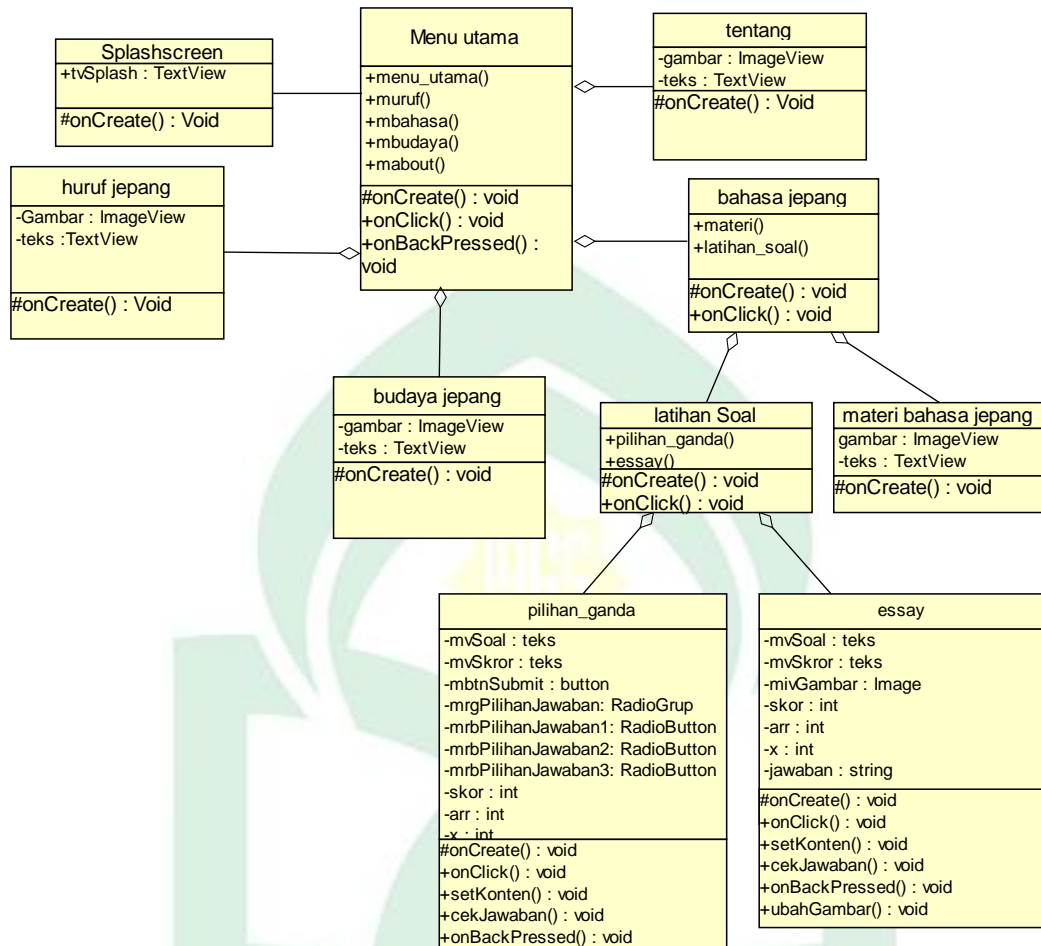 Splashscreen
+tvSplash : TextView
#onCreate() : Void
Menu utama
+menu_utama()
+muruf()
+mbahasa()
+mbudaya()
+mabout()
#onCreate() : void
+onClick() : void
+onBackPressed() :
void
tentang
-gambar : ImageView
-teks : TextView
#onCreate() : Void
huruf jepang
-Gambar : ImageView
-teks :TextView
#onCreate() : Void
bahasa jepang
+materi()
+latihan_soal()
#onCreate() : void
+onClick() : void
budaya jepang
-gambar : ImageView
-teks : TextView
#onCreate() : void
latihan Soal
+pilihan_ganda()
+essay()
#onCreate() : void
+onClick() : void
materi bahasa jepang
gambar : ImageView
-teks : TextView
#onCreate() : void
pilihan_ganda
-mvSoal : teks
-mvSkror : teks
-mbtnSubmit : button
-mrgPilihanJawaban: RadioGrup
-mrbPilihanJawaban1: RadioButton
-mrbPilihanJawaban2: RadioButton
-mrbPilihanJawaban3: RadioButton
-skor : int
-arr : int
-x : int
#onCreate() : void
+onClick() : void
+setKonten() : void
+cekJawaban() : void
+onBackPressed() : void
essay
-mvSoal : teks
-mvSkror : teks
-mivGambar : Image
-skor : int
-arr : int
-x : int
-jawaban : string
#onCreate() : void
+onClick() : void
+setKonten() : void
+cekJawaban() : void
+onBackPressed() : void
+ubahGambar() : void